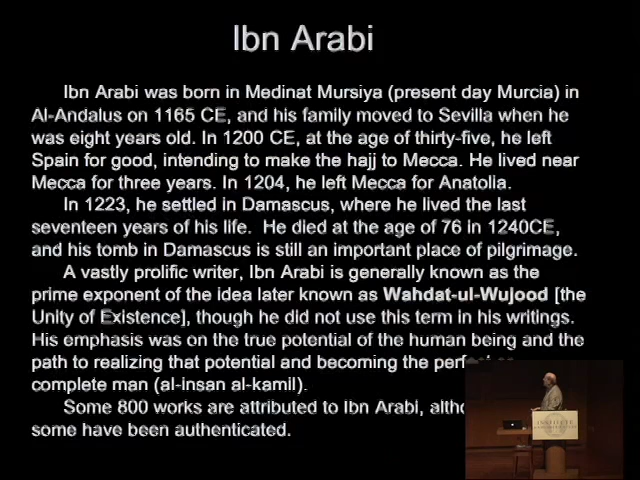 Ibn Arabi
Ibn Arabi was born in Medinat Mursiya (present day Murcia) in
Al-Andalus on 1165 CE, and his family moved to Sevilla when he
was eight years old. In 1200 CE, at the age of thirty-five, he left
Spain for good, intending to make the hajj to Mecca. He lived near
Mecca for three years. In 1204, he left Mecca for Anatolia.
In 1223, he settled in Damascus, where he lived the last
seventeen years of his life. He died at the age of 76 in 1240CE,
and his tomb in Damascus is still an important place of pilgrimage.
A vastly prolific writer, Ibn Arabi is generally known as the
prime exponent of the idea later known as Wahdat-ul-Wujood [the
Unity of Existence], though he did not use this term in his writings.
His emphasis was on the true potential of the human being and the
path to realizing that potential and becoming the
complete man (al-insan al-kamil).
Some 800 works are attributed to Ibn Arabi,
some have been authenticated.
INSTITUTE